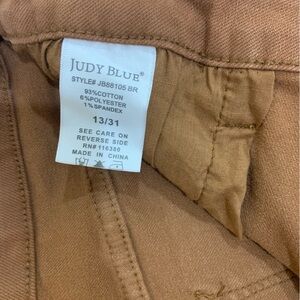 JUDY BLUE®
STYLE# JB88105 BR
93%COTTON
6%POLYESTER
1%SPANDEX
13/31
SEE CARE ON
REVERSE SIDE
RN#116380
MADE IN CHINA